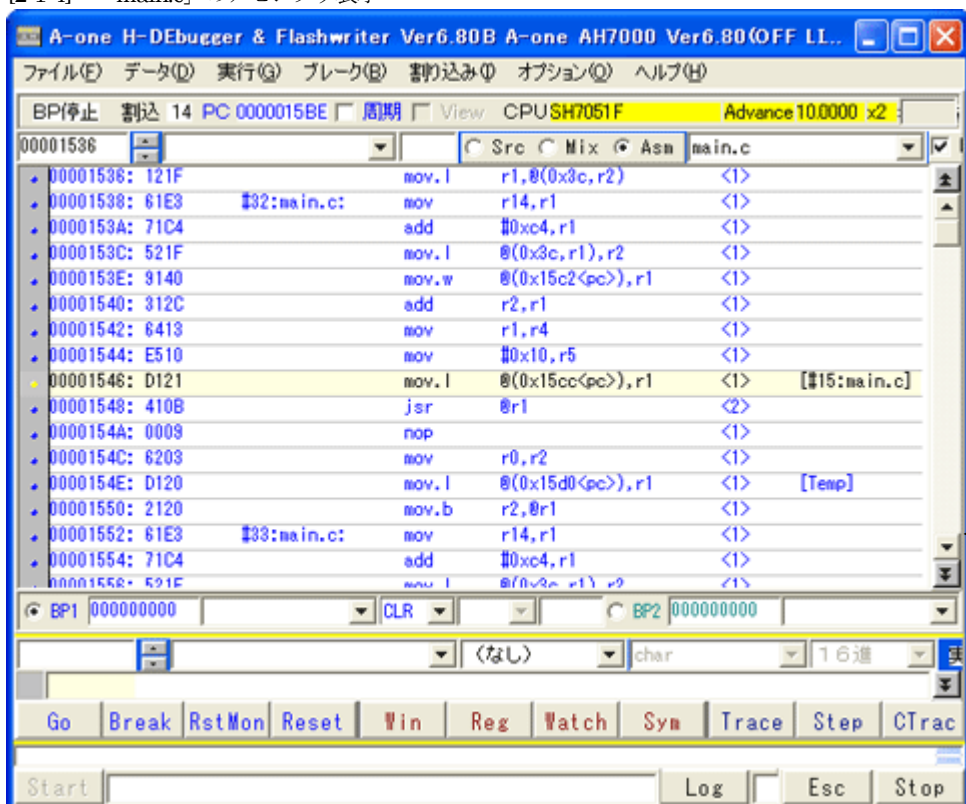 A-one H-DEbugger & Flashwriter Ver6.80B A-one AH7000 Ver6.80(OFF LI..
ファイル(F) データ(D) 実行(G) ブレーク(B) 割り込み(I) オプション(O) ヘルプ(H)
BP停止 割込 14 PC 0000015BE 周期 View CPU SH7051F Advance 10.0000 x2
00001536 Src Mix Asm main.c
00001536: 121F mov.l r1,@(0x3c,r2) <1>
00001538: 61E3 #32:main.c: mov r14,r1 <1>
0000153A: 71C4 add #0xc4,r1 <1>
0000153C: 521F mov.l @(0x3c,r1),r2 <1>
0000153E: 9140 mov.w @(0x15c2<pc>),r1 <1>
00001540: 312C add r2,r1 <1>
00001542: 6413 mov r1,r4 <1>
00001544: E510 mov #0x10,r5 <1>
00001546: D121 mov.l @(0x15cc<pc>),r1 <1> [#15:main.c]
00001548: 410B jsr @r1 <2>
0000154A: 0009 nop <1>
0000154C: 6203 mov r0,r2 <1>
0000154E: D120 mov.l @(0x15d0<pc>),r1 <1> [Temp]
00001550: 2120 mov.b r2,@r1 <1>
00001552: 61E3 #33:main.c: mov r14,r1 <1>
00001554: 71C4 add #0xc4,r1 <1>
00001556: 521F mov.l @(0x3c,r1),r2 <1>
BP1 000000000 CLR BP2 000000000
(なし) char 16進
Go Break RstMon Reset Win Reg Watch Sym Trace Step CTrac
Start Log Esc Stop